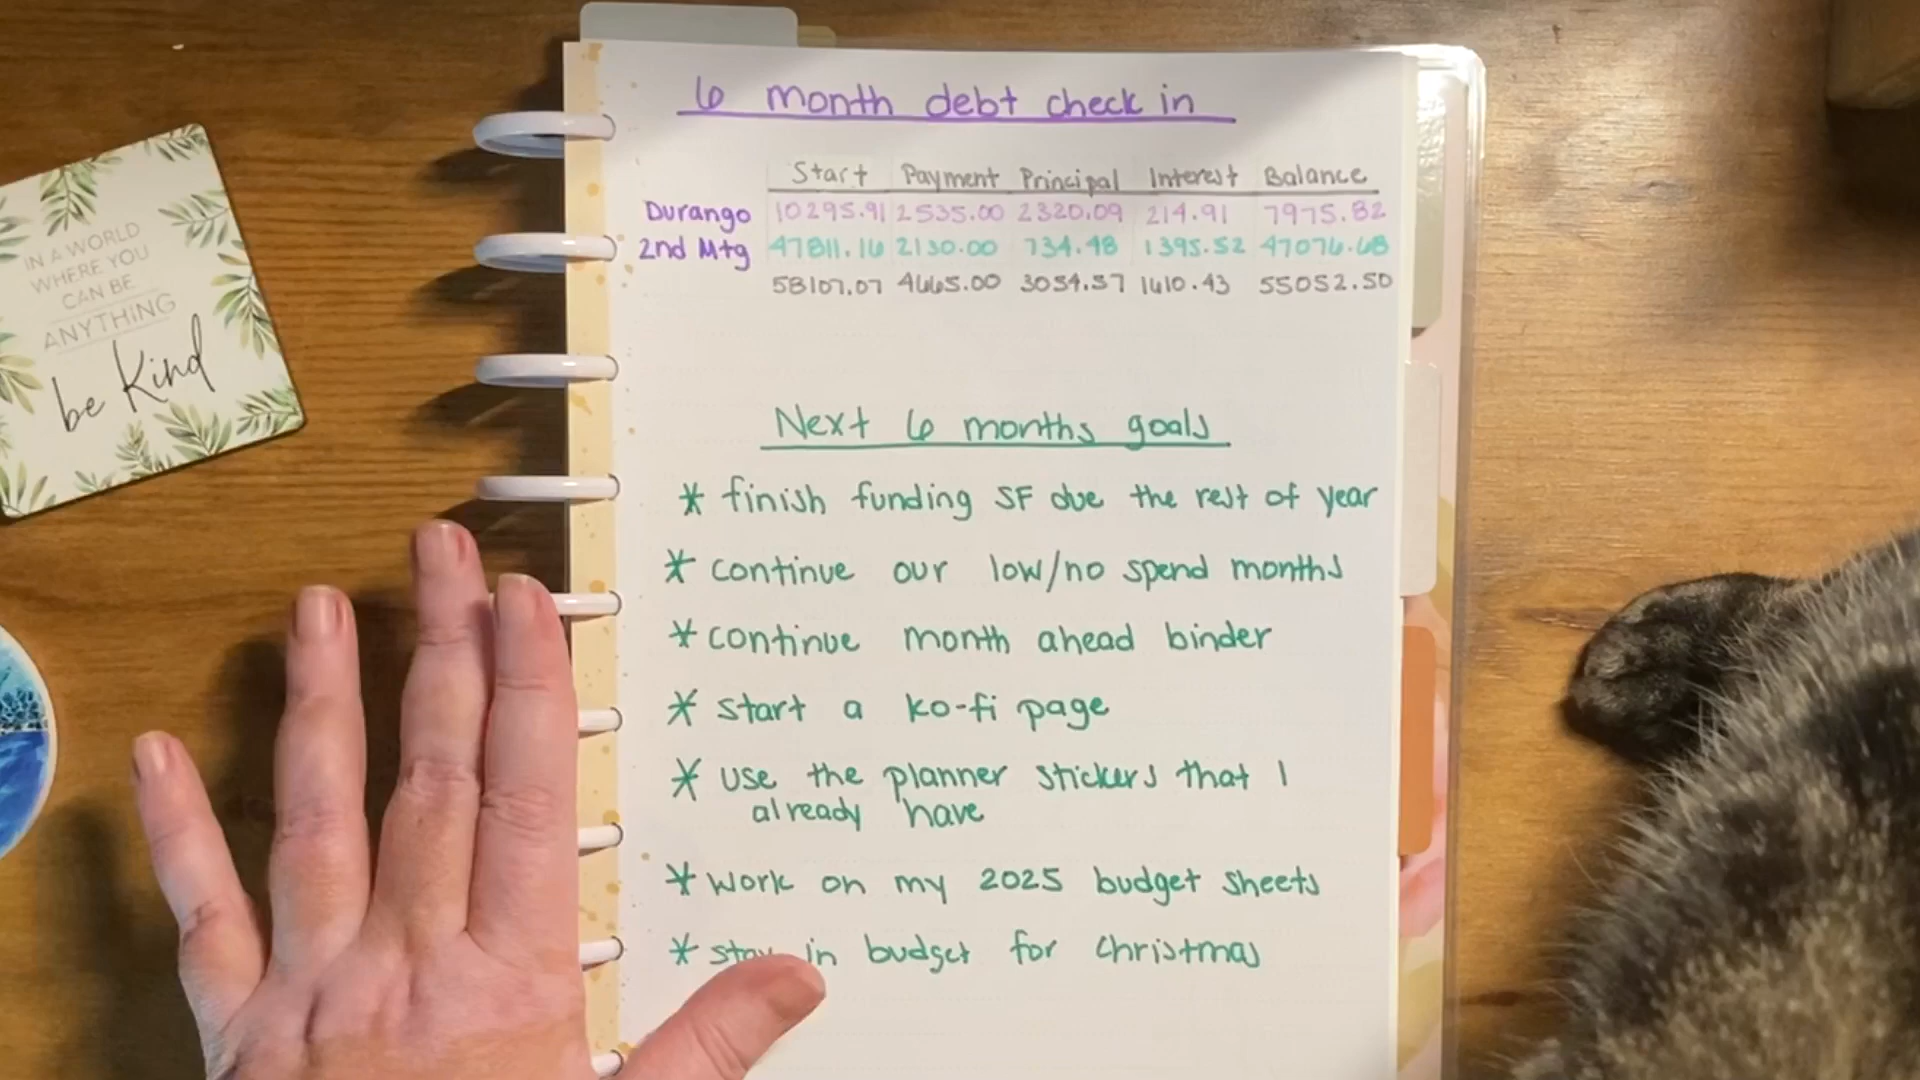 6 month debt check in
Start Payment Principal Interest Balance
Durango 10295.91 2535.00 2320.09 214.91 7975.82
2nd Mtg 47811.16 2130.00 734.48 1395.52 47076.68
58107.07 4665.00 3054.57 1610.43 55052.50
Next 6 months goals
* finish funding SF due the rest of year
* continue our low/no spend months
* continue month ahead binder
* start a ko-fi page
* use the planner stickers that I
already have
* work on my 2025 budget sheets
* stay in budget for Christmas
IN A WORLD
WHERE YOU
CAN BE
ANYTHING
be Kind